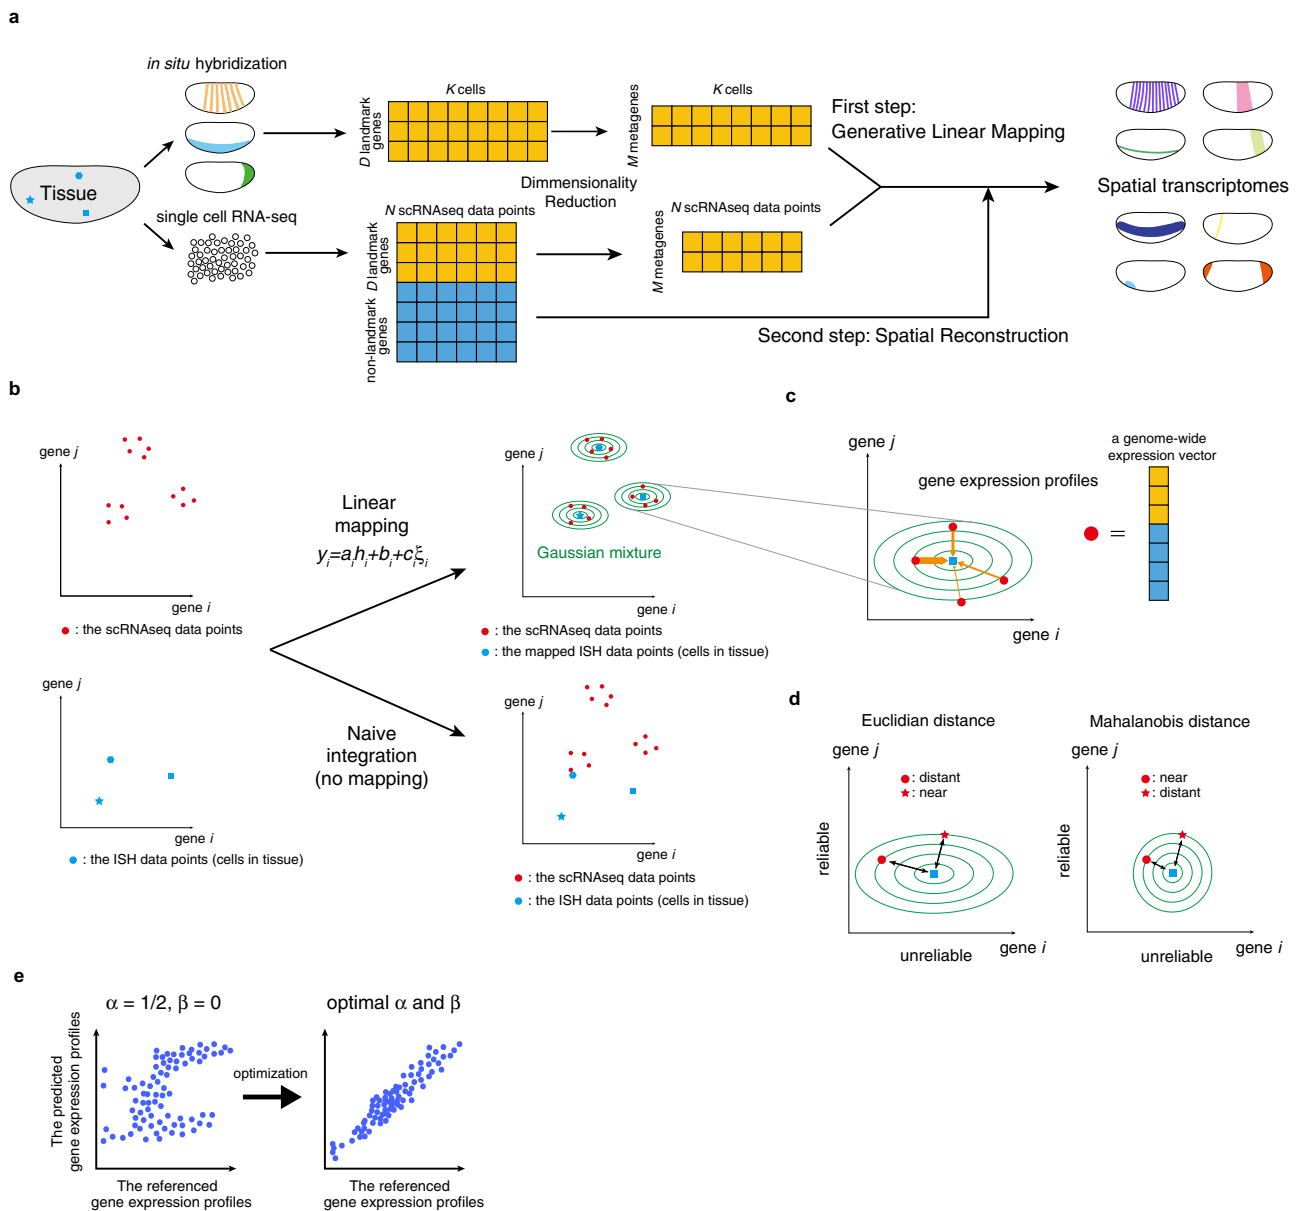 a
in situ hybridization
Tissue
single cell RNA-seq
K cells
D landmark
genes
K cells
M metagenes
First step:
Generative Linear Mapping
Dimmensionality
Reduction
N scRNAseq data points
D landmark
genes
non-landmark
genes
N scRNAseq data points
M metagenes
Second step: Spatial Reconstruction
Spatial transcriptomes
b
gene j
gene i
: the scRNAseq data points
gene j
gene i
: the ISH data points (cells in tissue)
Linear
mapping
yi=aihi+bi+ciξi
Naive
integration
(no mapping)
gene j
Gaussian mixture
gene i
: the scRNAseq data points
: the mapped ISH data points (cells in tissue)
gene j
gene i
: the scRNAseq data points
: the ISH data points (cells in tissue)
c
gene j
gene i
gene expression profiles
a genome-wide
expression vector
=
d
Euclidian distance
gene j
: distant
: near
reliable
unreliable
gene i
Mahalanobis distance
gene j
: near
: distant
reliable
unreliable
gene i
e
α = 1/2, β = 0
The predicted
gene expression profiles
The referenced
gene expression profiles
optimization
optimal α and β
The referenced
gene expression profiles